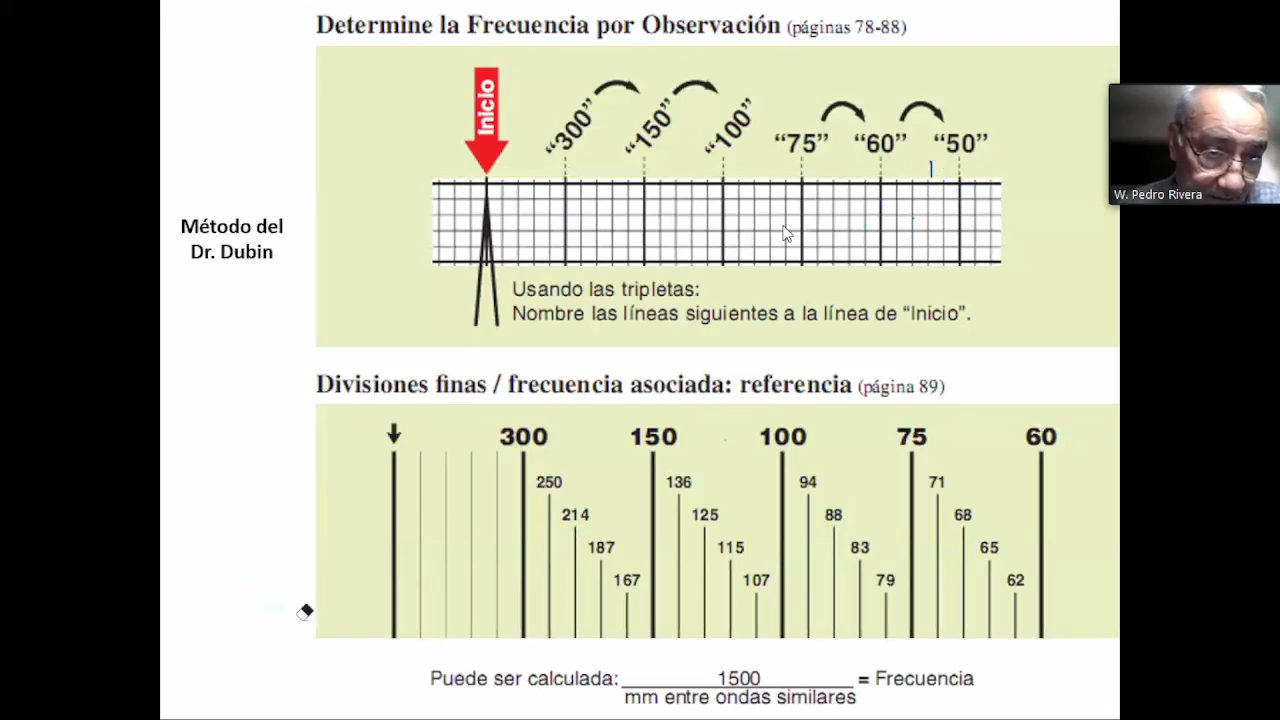 Determine la Frecuencia por Observación (páginas 78-88)
Inicio
“300” “150” “100” “75” “60” “50”
W. Pedro Rivera
Método del
Dr. Dubin
Usando las tripletas:
Nombre las líneas siguientes a la línea de “Inicio”.
Divisiones finas / frecuencia asociada: referencia (página 89)
300 150 100 75 60
250 136 94 71
214 125 88 68
187 115 83 65
167 107 79 62
Puede ser calculada: 1500 = Frecuencia
mm entre ondas similares